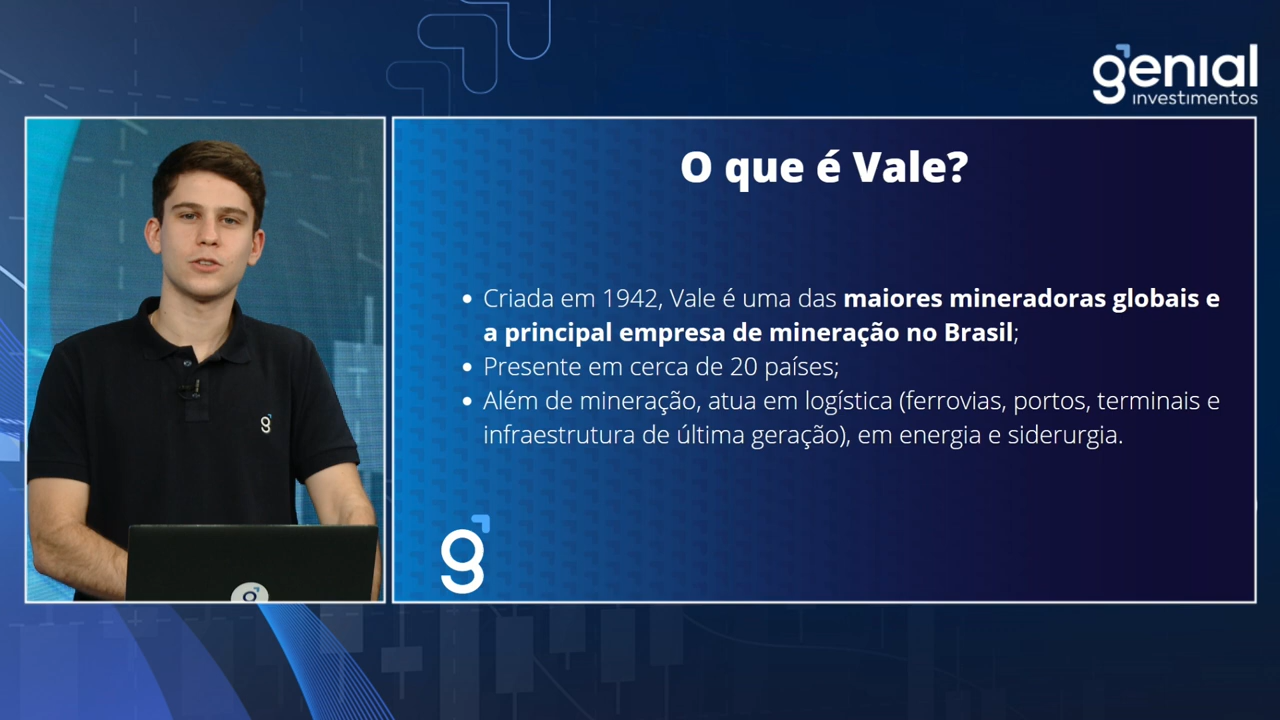 genial
investimentos
O que é Vale?
• Criada em 1942, Vale é uma das maiores mineradoras globais e
a principal empresa de mineração no Brasil;
• Presente em cerca de 20 países;
• Além de mineração, atua em logística (ferrovias, portos, terminais e
infraestrutura de última geração), em energia e siderurgia.
g
g
g